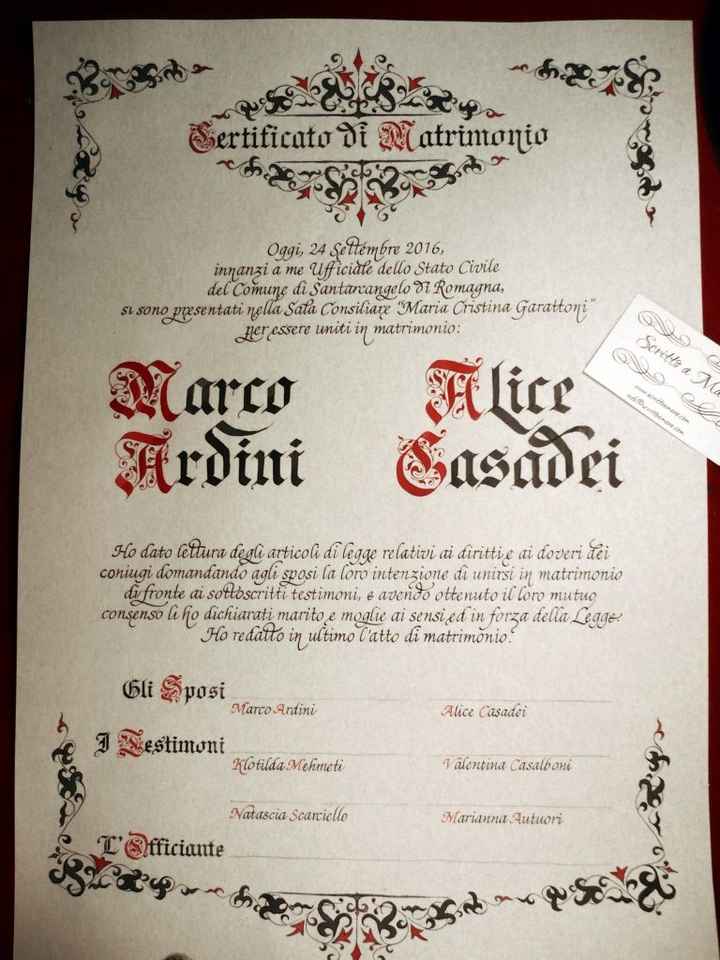 Certificato di Matrimonio
Oggi, 24 Settembre 2016,
innanzi a me Ufficiale dello Stato Civile
del Comune di Santarcangelo di Romagna,
si sono presentati nella Sala Consiliare "Maria Cristina Garattoni"
per essere uniti in matrimonio:
Marco Ardini
Alice Casadei
Scritto a M
Ho dato lettura degli articoli di legge relativi ai diritti e ai doveri dei
coniugi domandando agli sposi la loro intenzione di unirsi in matrimonio
di fronte ai sottoscritti testimoni, e avendo ottenuto il loro mutuo
consenso li ho dichiarati marito e moglie ai sensi ed in forza della Legge.
Ho redatto in ultimo l'atto di matrimonio.
Gli Sposi
Marco Ardini Alice Casadei
I Testimoni
Klotilda Mehmeti Valentina Casalboni
Natascia Scarciello Marianna Autuori
L'Officiante